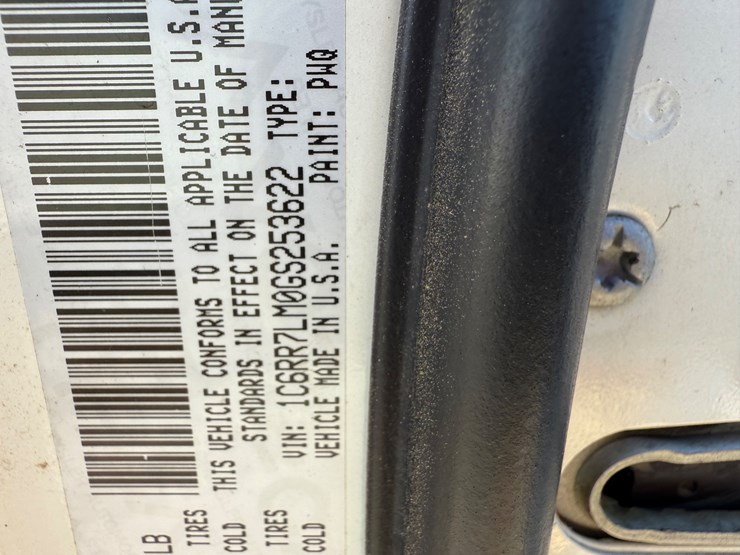 LB
TIRES
THIS VEHICLE CONFORMS TO ALL APPLICABLE U.S.A
COLD
STANDARDS IN EFFECT ON THE DATE OF MAN
TIRES
VIN: 1C6RR7LM0GS253622 TYPE:
COLD
VEHICLE MADE IN U.S.A. PAINT: PWQ